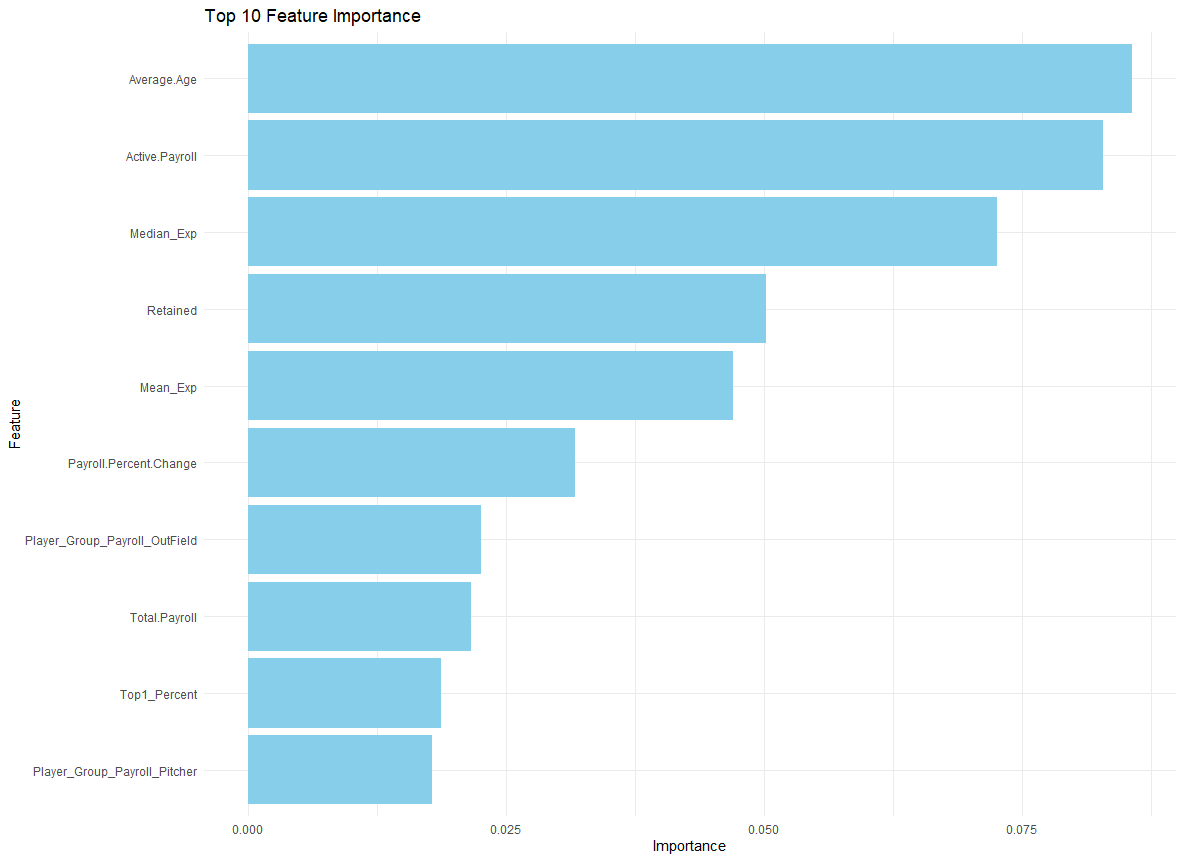 Top 10 Feature Importance
Average.Age
Active.Payroll
Median_Exp
Retained
Mean_Exp
Payroll.Percent.Change
Player_Group_Payroll_OutField
Total.Payroll
Top1_Percent
Player_Group_Payroll_Pitcher
Feature
0.000 0.025 0.050 0.075
Importance